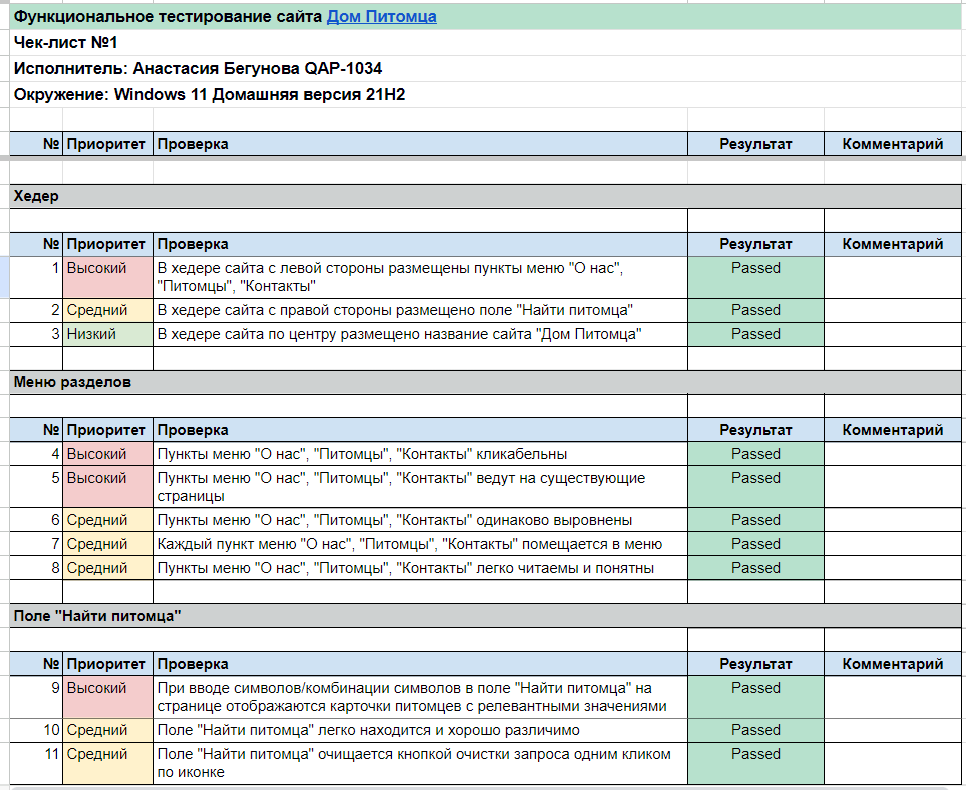 Функциональное тестирование сайта Дом Питомца
Чек-лист №1
Исполнитель: Анастасия Бегунова QAP-1034
Окружение: Windows 11 Домашняя версия 21H2
№ Приоритет Проверка Результат Комментарий
Хедер
№ Приоритет Проверка Результат Комментарий
1 Высокий В хедере сайта с левой стороны размещены пункты меню "О нас", Passed
"Питомцы", "Контакты"
2 Средний В хедере сайта с правой стороны размещено поле "Найти питомца" Passed
3 Низкий В хедере сайта по центру размещено название сайта "Дом Питомца" Passed
Меню разделов
№ Приоритет Проверка Результат Комментарий
4 Высокий Пункты меню "О нас", "Питомцы", "Контакты" кликабельны Passed
5 Высокий Пункты меню "О нас", "Питомцы", "Контакты" ведут на существующие Passed
страницы
6 Средний Пункты меню "О нас", "Питомцы", "Контакты" одинаково выровнены Passed
7 Средний Каждый пункт меню "О нас", "Питомцы", "Контакты" помещается в меню Passed
8 Средний Пункты меню "О нас", "Питомцы", "Контакты" легко читаемы и понятны Passed
Поле "Найти питомца"
№ Приоритет Проверка Результат Комментарий
9 Высокий При вводе символов/комбинации символов в поле "Найти питомца" на Passed
странице отображаются карточки питомцев с релевантными значениями
10 Средний Поле "Найти питомца" легко находится и хорошо различимо Passed
11 Средний Поле "Найти питомца" очищается кнопкой очистки запроса одним кликом Passed
по иконке